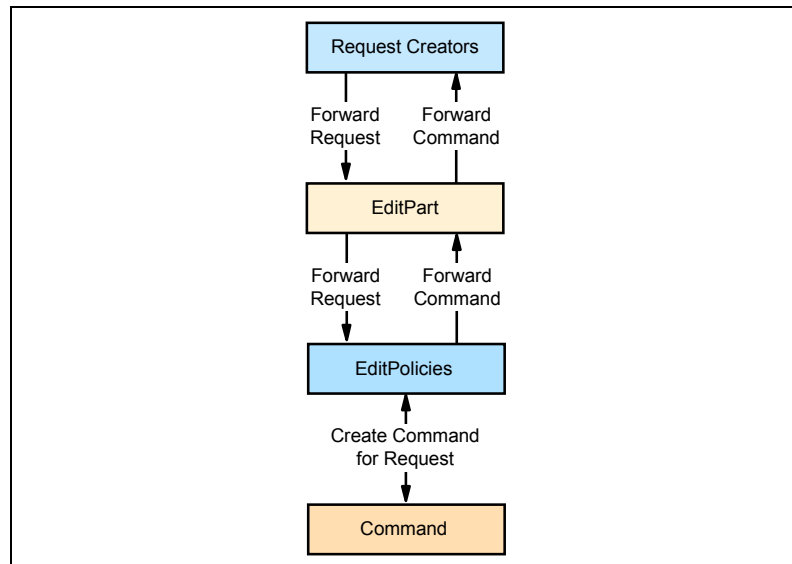 Request Creators
Forward
Request
Forward
Command
EditPart
Forward
Request
Forward
Command
EditPolicies
Create Command
for Request
Command